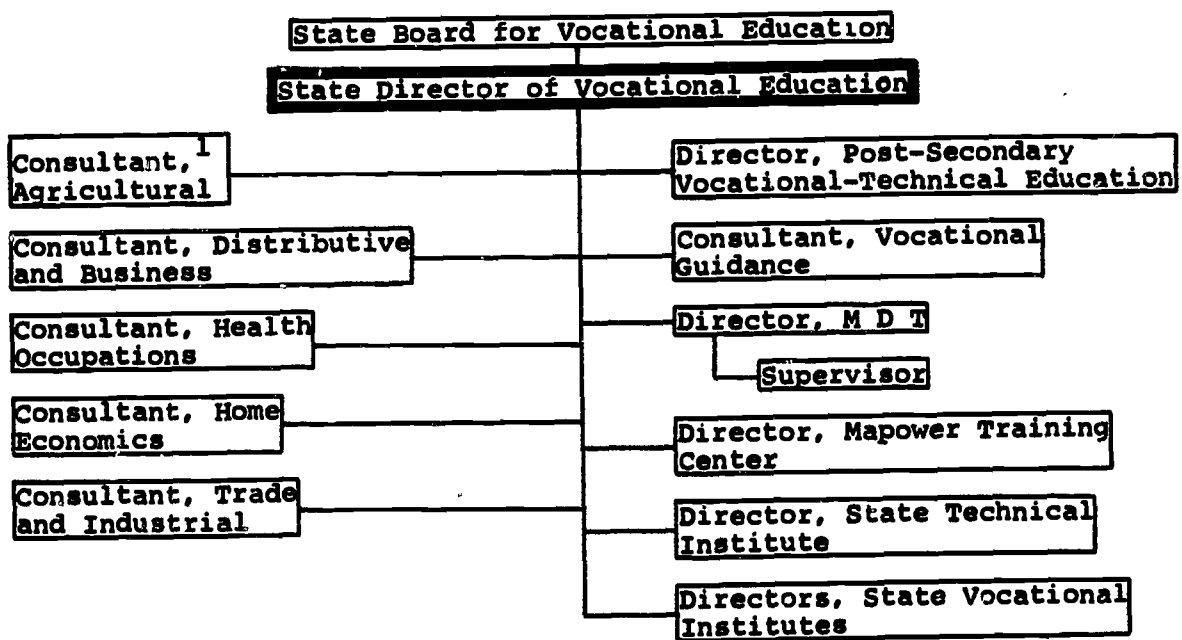 State Board for Vocational Education
State Director of Vocational Education
Consultant,1
Agricultural
Consultant, Distributive
and Business
Consultant, Health
Occupations
Consultant, Home
Economics
Consultant, Trade
and Industrial
Director, Post-Secondary
Vocational-Technical Education
Consultant, Vocational
Guidance
Director, M D T
Supervisor
Director, Mapower Training
Center
Director, State Technical
Institute
Directors, State Vocational
Institutes